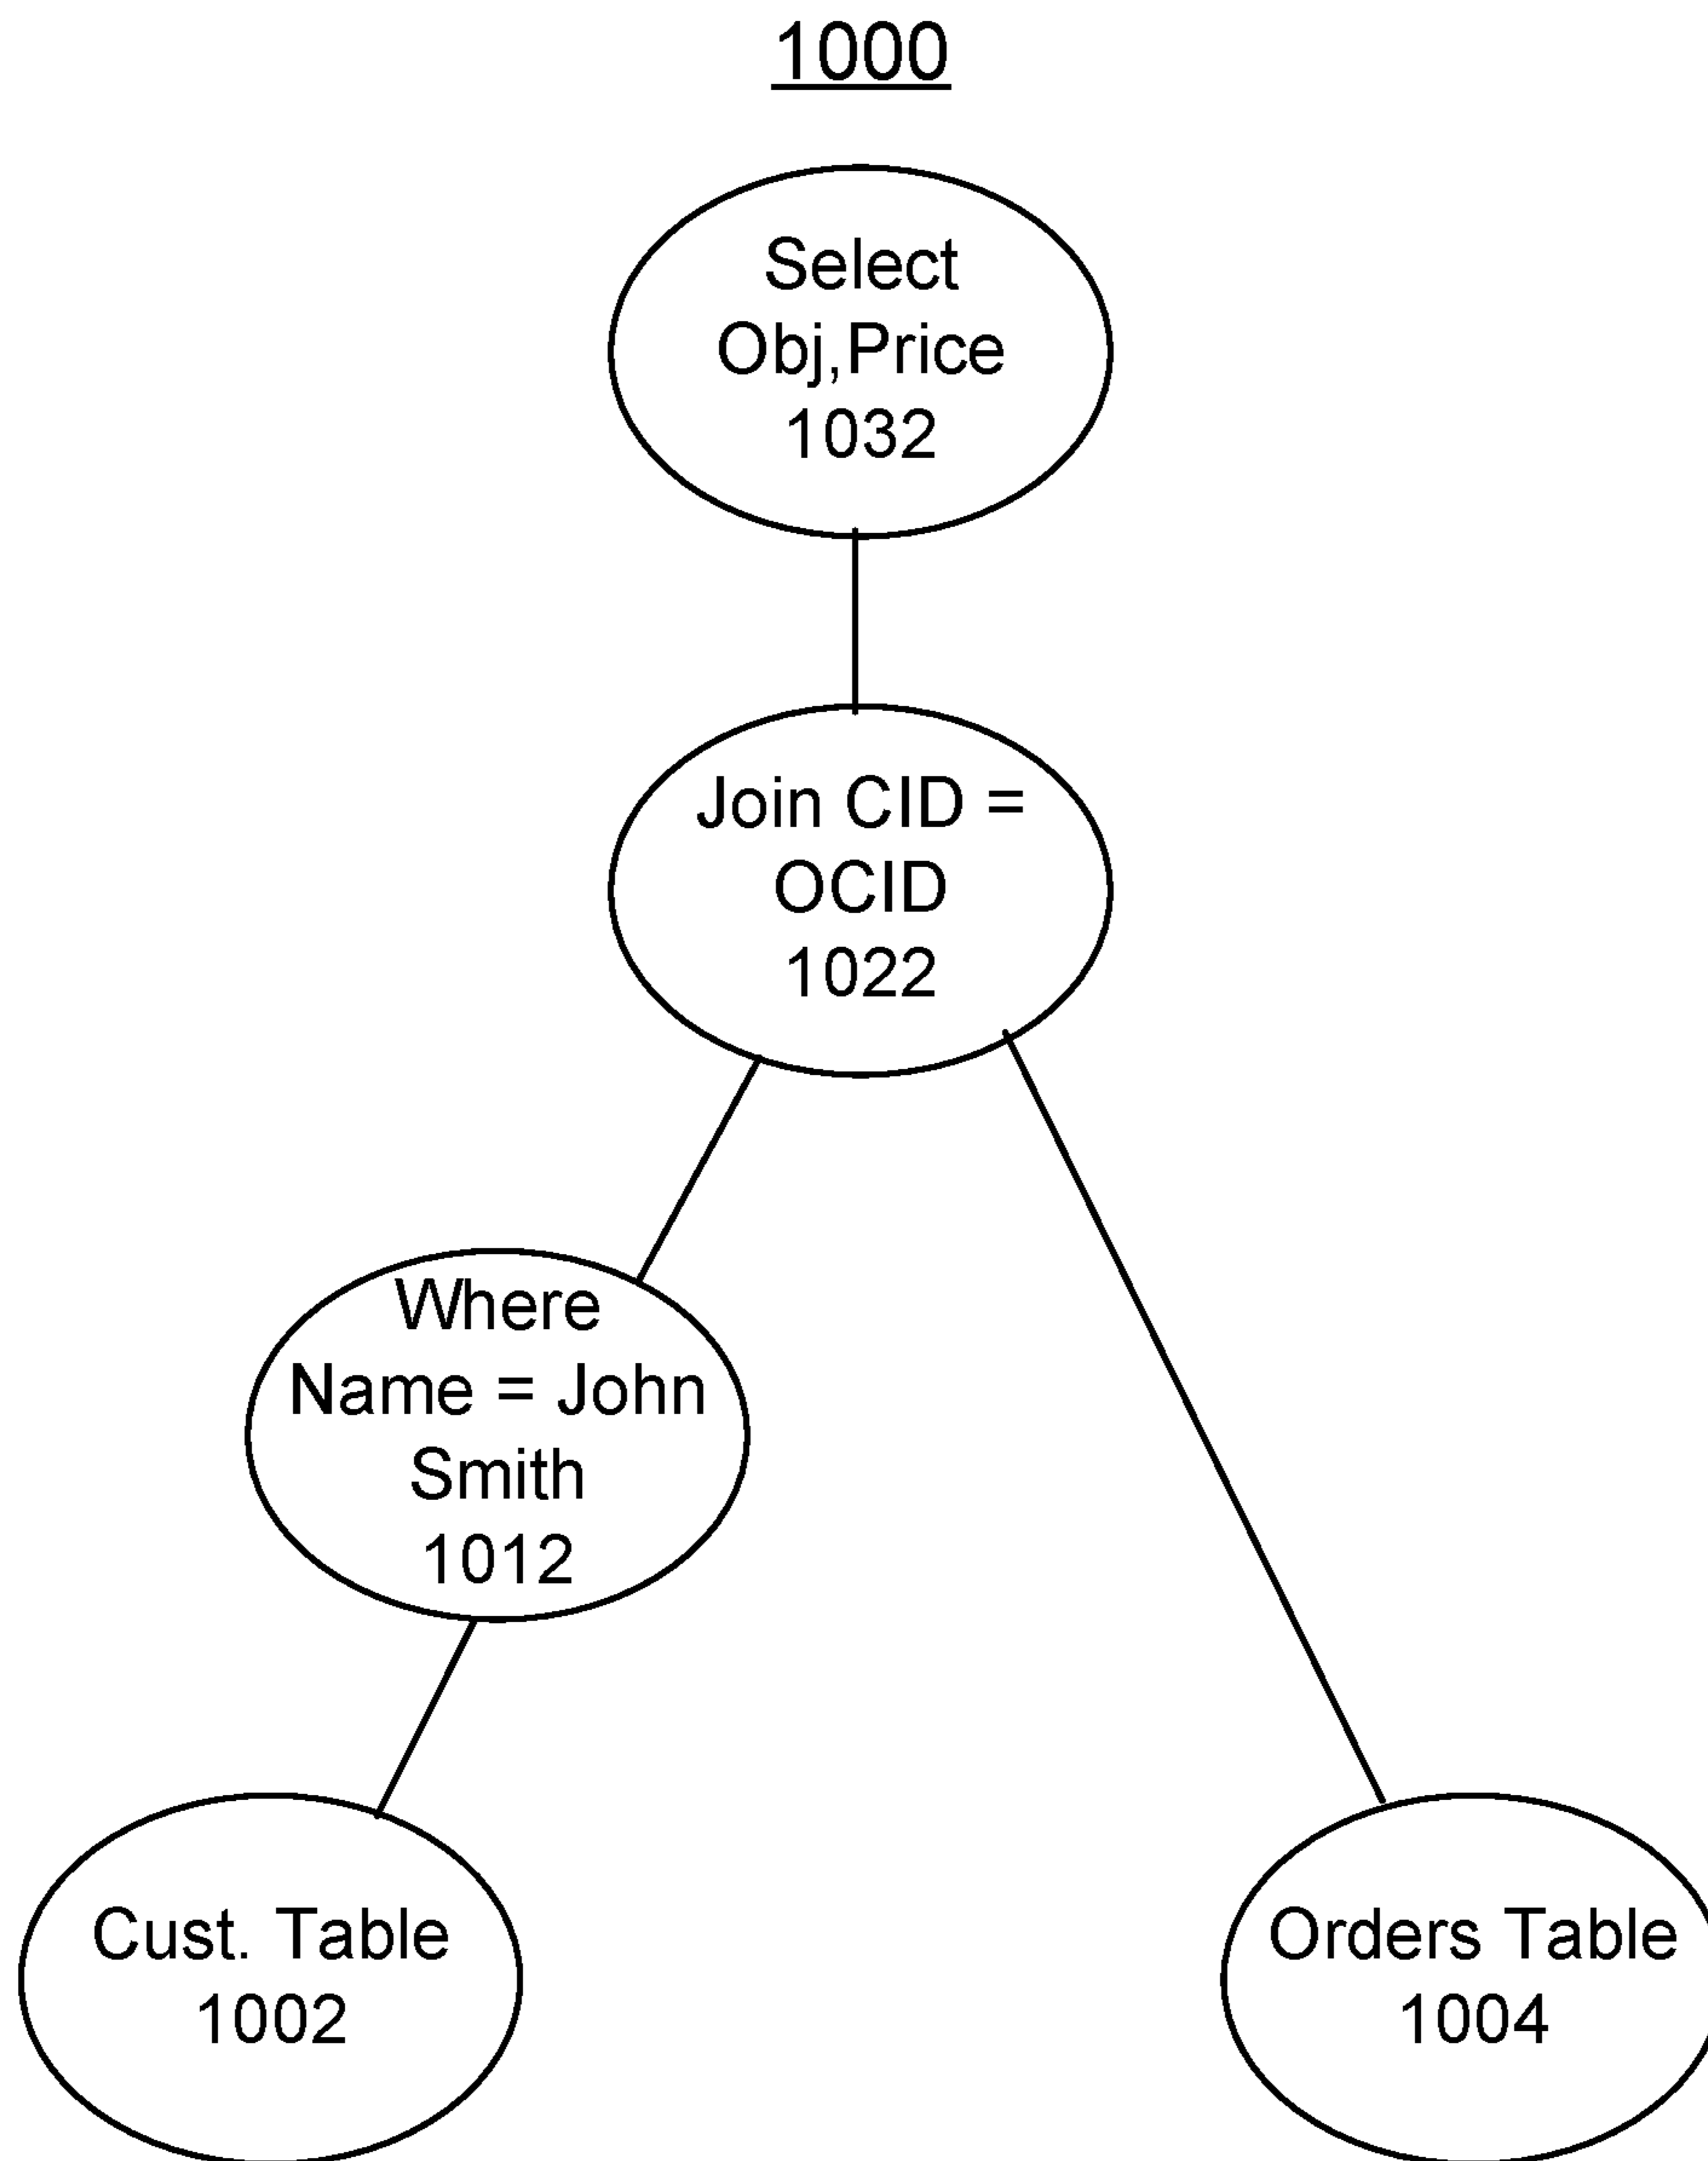 1000
Select
Obj,Price
1032
Join CID =
OCID
1022
Where
Name = John
Smith
1012
Cust. Table
1002
Orders Table
1004